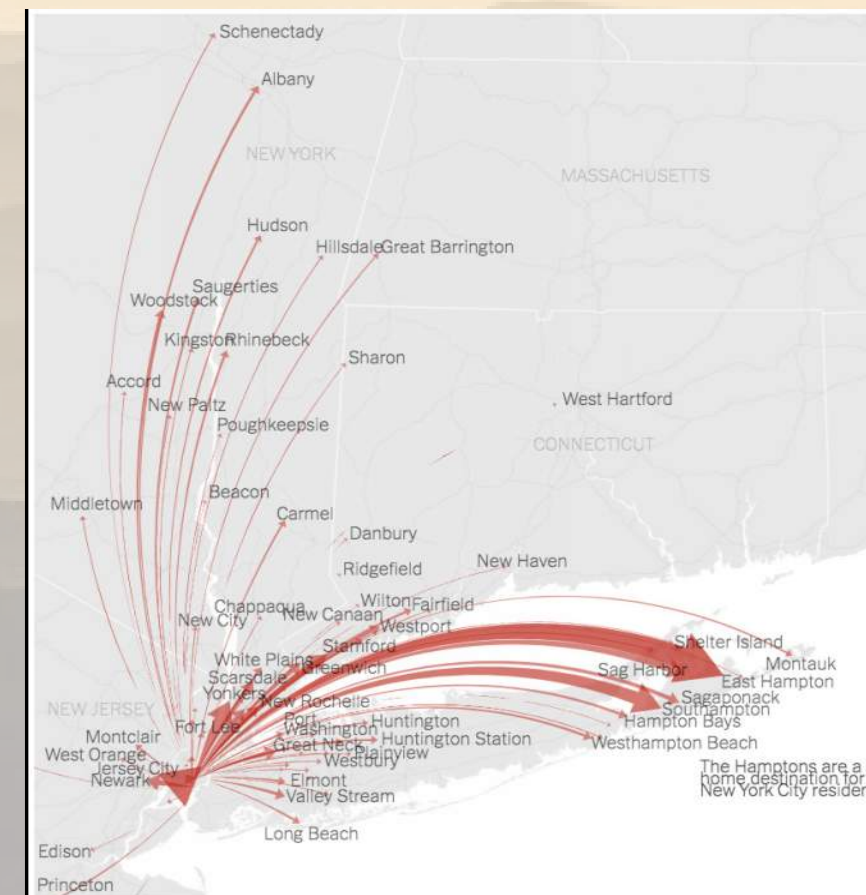 Schenectady
Albany
NEW YORK
MASSACHUSETTS
Hudson
Hillsdale
Great Barrington
Saugerties
Woodstock
Kingston
Rhinebeck
Sharon
Accord
New Paltz
West Hartford
Poughkeepsie
CONNECTICUT
Beacon
Middletown
Carmel
Danbury
New Haven
Ridgefield
Wilton
Chappaqua
Fairfield
New Canaan
New City
Westport
Stamford
Shelter Island
White Plains
Greenwich
Montauk
Scarsdale
Sag Harbor
East Hampton
Yonkers
Sagaponack
New Rochelle
NEW JERSEY
Southampton
Port
Washington
Huntington
Hampton Bays
Fort Lee
Montclair
Great Neck
Huntington Station
Westhampton Beach
West Orange
Plainview
Jersey City
Westbury
Newark
Elmont
The Hamptons are a
home destination for
New York City resider
Valley Stream
Long Beach
Edison
Princeton